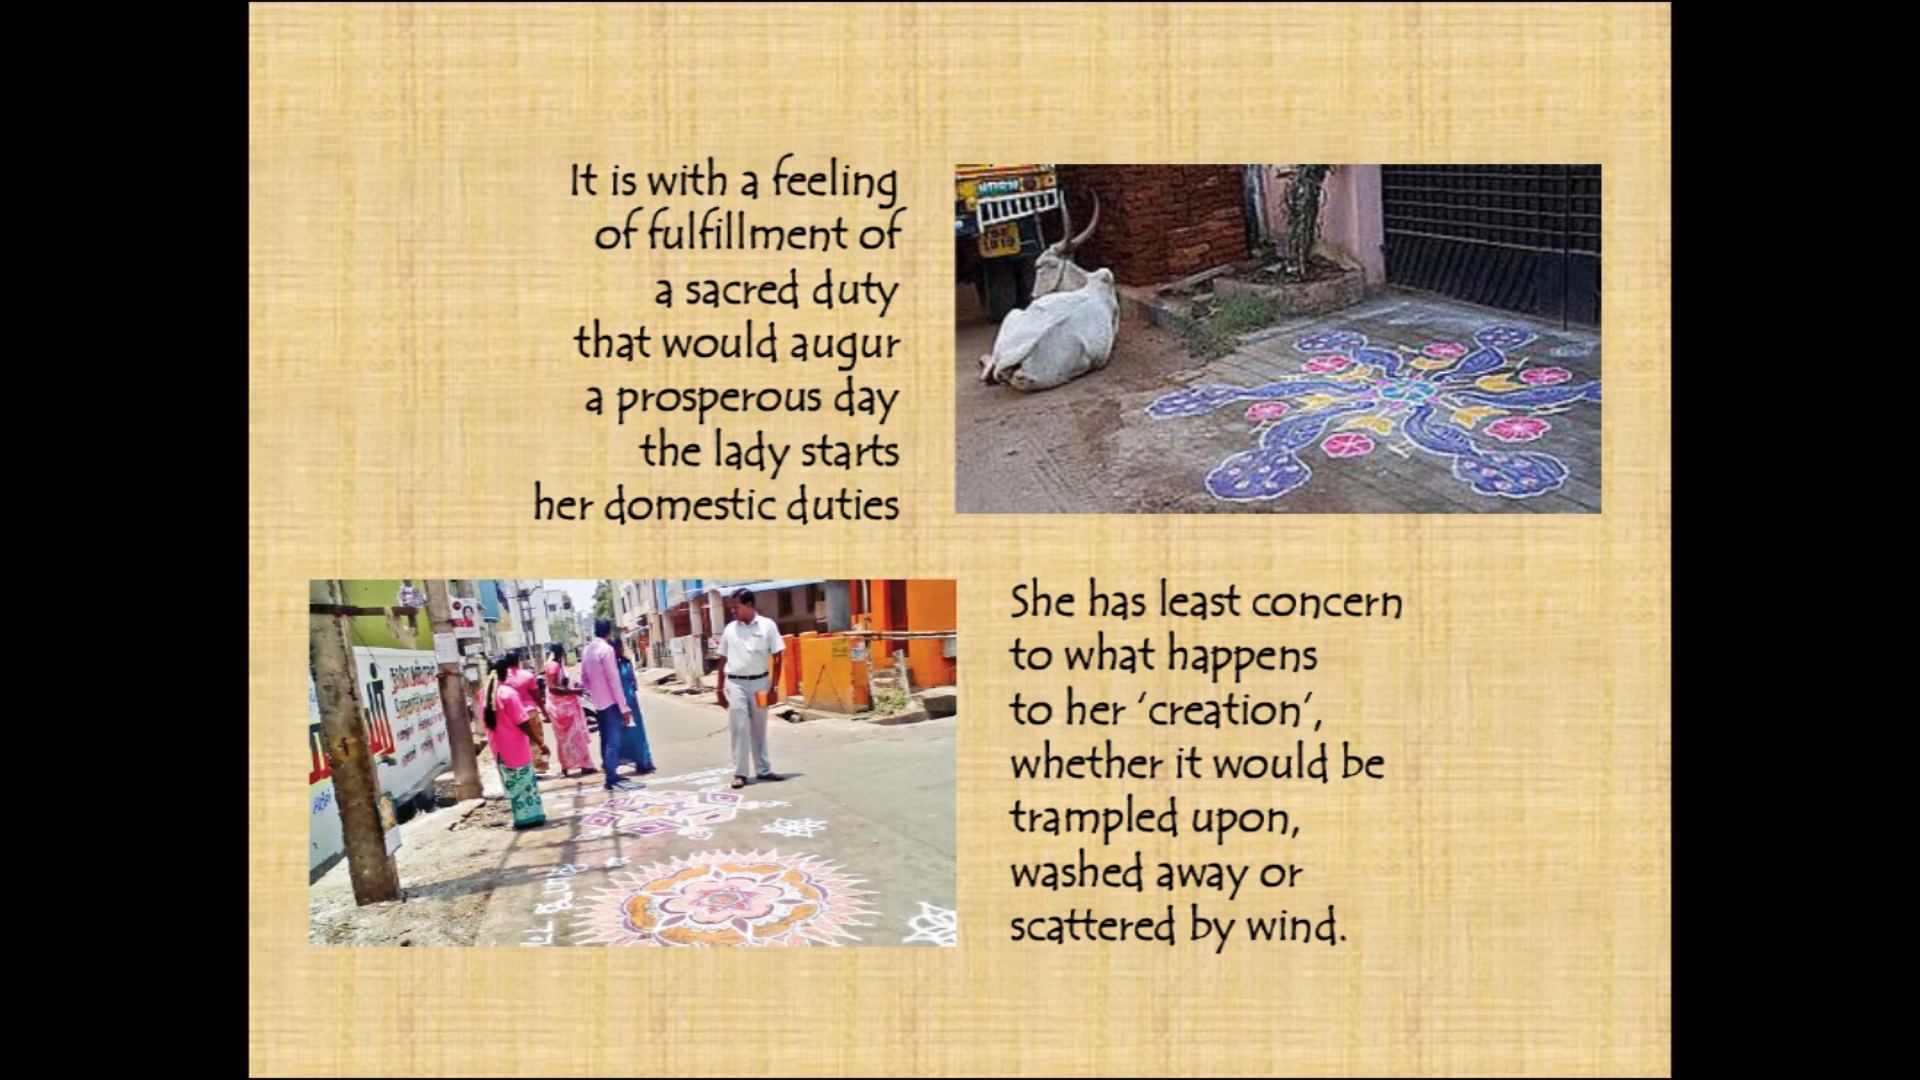 It is with a feeling
of fulfillment of
a sacred duty
that would augur
a prosperous day
the lady starts
her domestic duties
She has least concern
to what happens
to her ‘creation’,
whether it would be
trampled upon,
washed away or
scattered by wind.